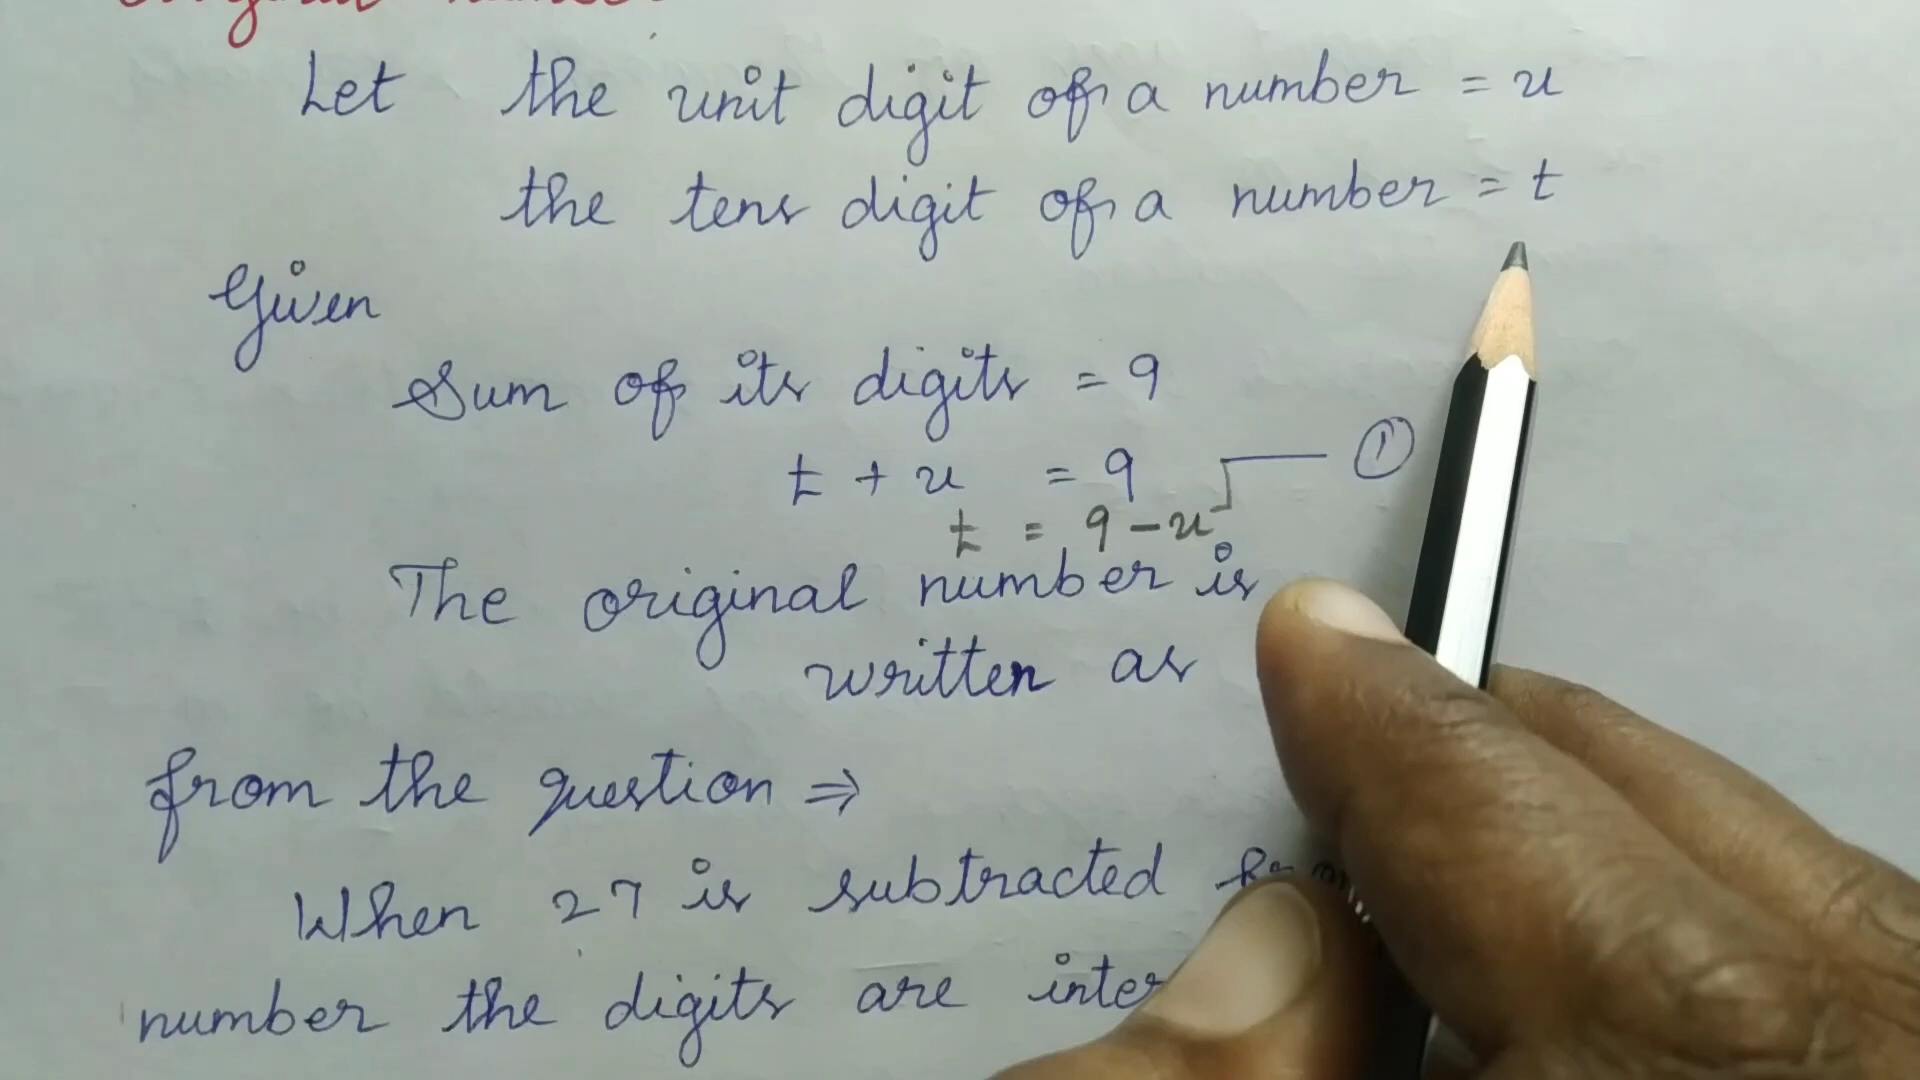 Let the unit digit of a number = u
the tens digit of a number = t
Given
Sum of its digits = 9
t + u = 9 ①
t = 9 - u
The original number is
written as
from the question ⇒
When 27 is subtracted
number the digits are